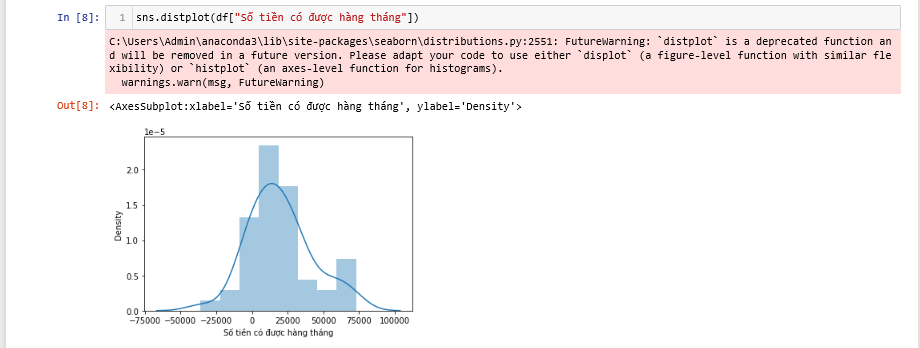 In [8]: 1 sns.distplot(df["Số tiền có được hàng tháng"])
C:\Users\Admin\anaconda3\lib\site-packages\seaborn\distributions.py:2551: FutureWarning: `distplot` is a deprecated function an
d will be removed in a future version. Please adapt your code to use either `displot` (a figure-level function with similar fle
xibility) or `histplot` (an axes-level function for histograms).
warnings.warn(msg, FutureWarning)
Out[8]: <AxesSubplot:xlabel='Số tiền có được hàng tháng', ylabel='Density'>
1e−5
2.0
1.5
Density
1.0
0.5
0.0
−75000 −50000 −25000 0 25000 50000 75000 100000
Số tiền có được hàng tháng